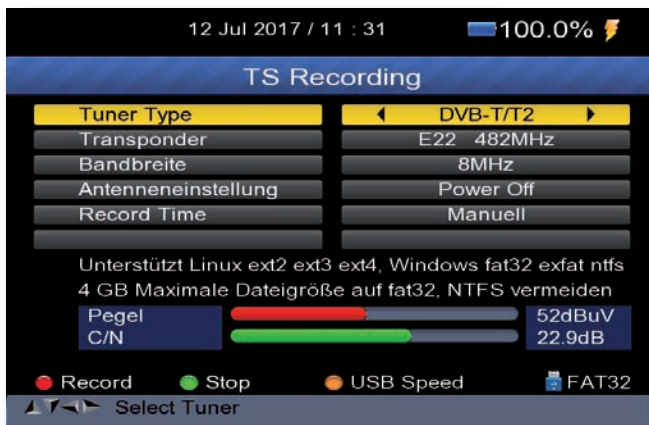 12 Jul 2017 / 11 : 31 100.0%
TS Recording
Tuner Type DVB-T/T2
Transponder E22 482MHz
Bandbreite 8MHz
Antenneneinstellung Power Off
Record Time Manuell
Unterstützt Linux ext2 ext3 ext4, Windows fat32 exfat ntfs
4 GB Maximale Dateigröße auf fat32, NTFS vermeiden
Pegel 52dBuV
C/N 22.9dB
Record Stop USB Speed FAT32
Select Tuner